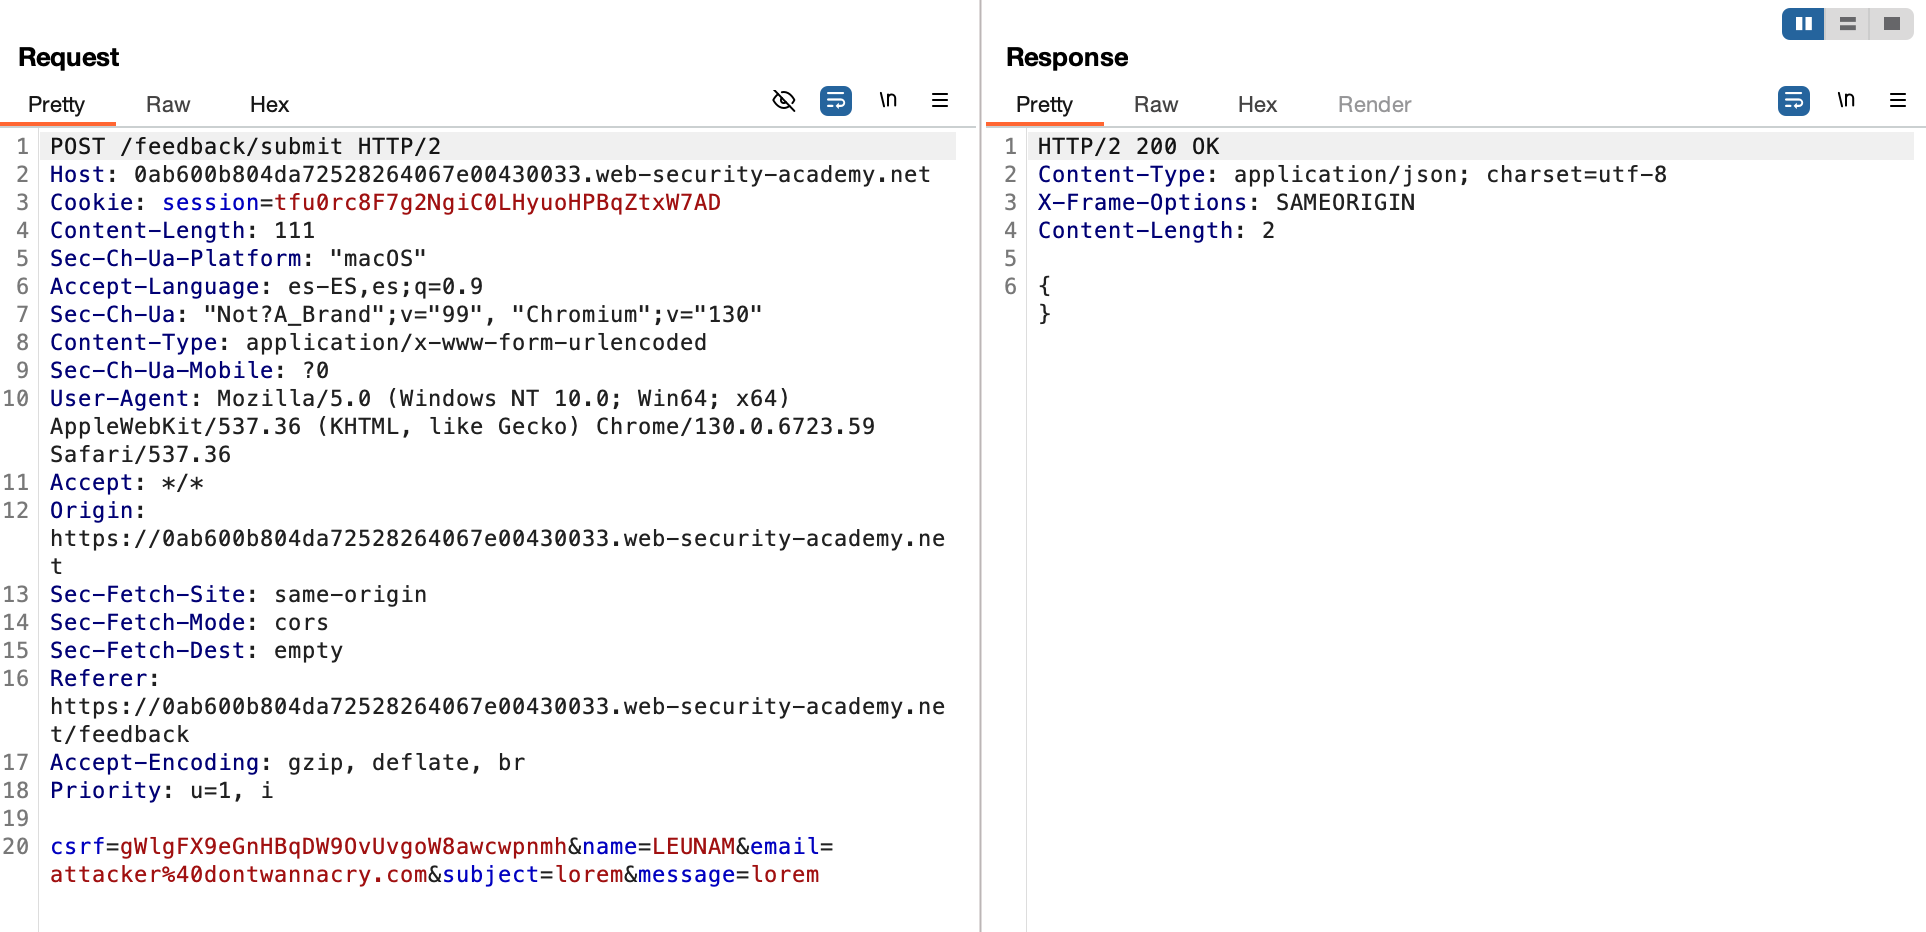 Request
Pretty Raw Hex \n
1 POST /feedback/submit HTTP/2
2 Host: 0ab600b804da72528264067e00430033.web-security-academy.net
3 Cookie: session=tfu0rc8F7g2NgiC0LHyuoHPBqZtxW7AD
4 Content-Length: 111
5 Sec-Ch-Ua-Platform: "macOS"
6 Accept-Language: es-ES,es;q=0.9
7 Sec-Ch-Ua: "Not?A_Brand";v="99", "Chromium";v="130"
8 Content-Type: application/x-www-form-urlencoded
9 Sec-Ch-Ua-Mobile: ?0
10 User-Agent: Mozilla/5.0 (Windows NT 10.0; Win64; x64)
AppleWebKit/537.36 (KHTML, like Gecko) Chrome/130.0.6723.59
Safari/537.36
11 Accept: */*
12 Origin:
https://0ab600b804da72528264067e00430033.web-security-academy.ne
t
13 Sec-Fetch-Site: same-origin
14 Sec-Fetch-Mode: cors
15 Sec-Fetch-Dest: empty
16 Referer:
https://0ab600b804da72528264067e00430033.web-security-academy.ne
t/feedback
17 Accept-Encoding: gzip, deflate, br
18 Priority: u=1, i
19
20 csrf=gWlgFX9eGnHBqDW9OvUvgoW8awcwpnmh&name=LEUNAM&email=
attacker%40dontwannacry.com&subject=lorem&message=lorem
Response
Pretty Raw Hex Render \n
1 HTTP/2 200 OK
2 Content-Type: application/json; charset=utf-8
3 X-Frame-Options: SAMEORIGIN
4 Content-Length: 2
5
6 {
}